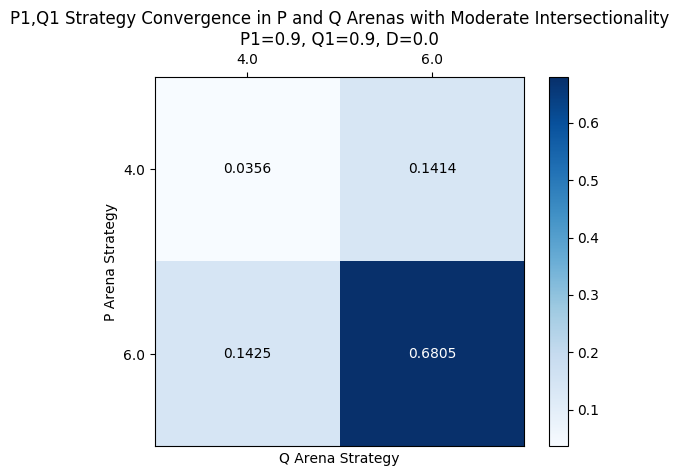 P1,Q1 Strategy Convergence in P and Q Arenas with Moderate Intersectionality
P1=0.9, Q1=0.9, D=0.0
4.0 6.0
4.0 0.0356 0.1414
6.0 0.1425 0.6805
P Arena Strategy
Q Arena Strategy
0.6
0.5
0.4
0.3
0.2
0.1